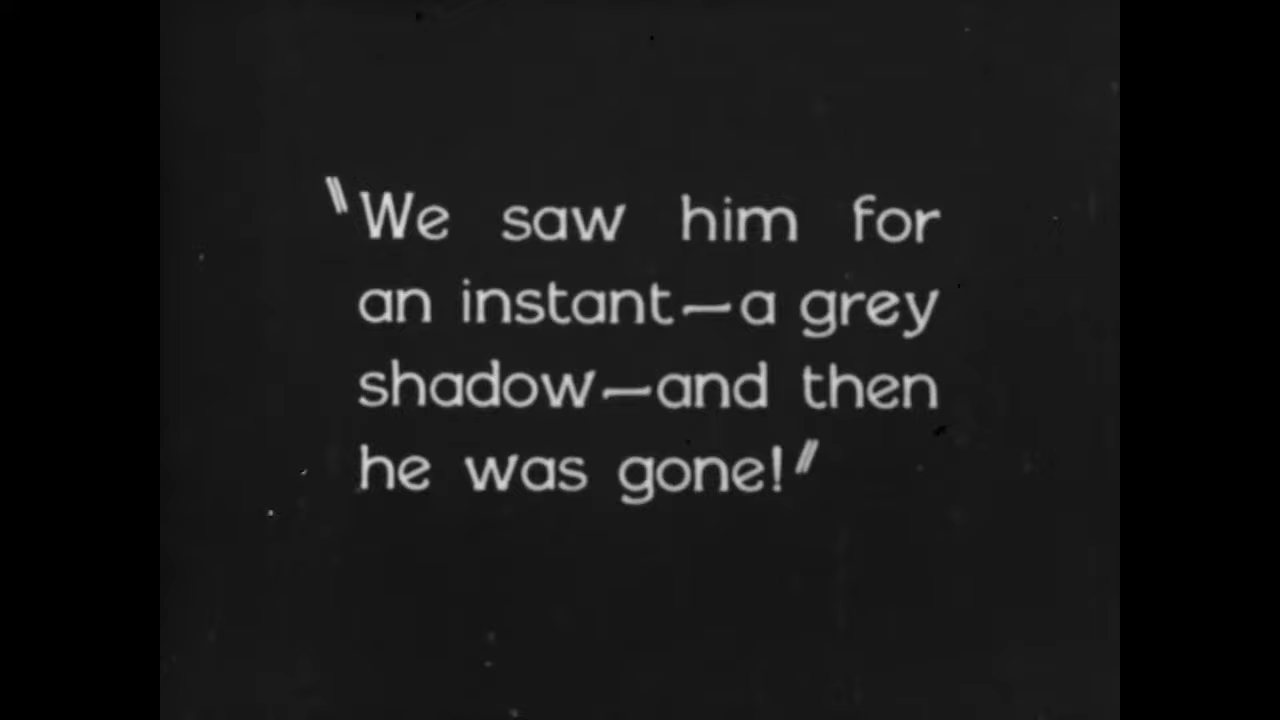 "We saw him for
an instant—a grey
shadow—and then
he was gone!"